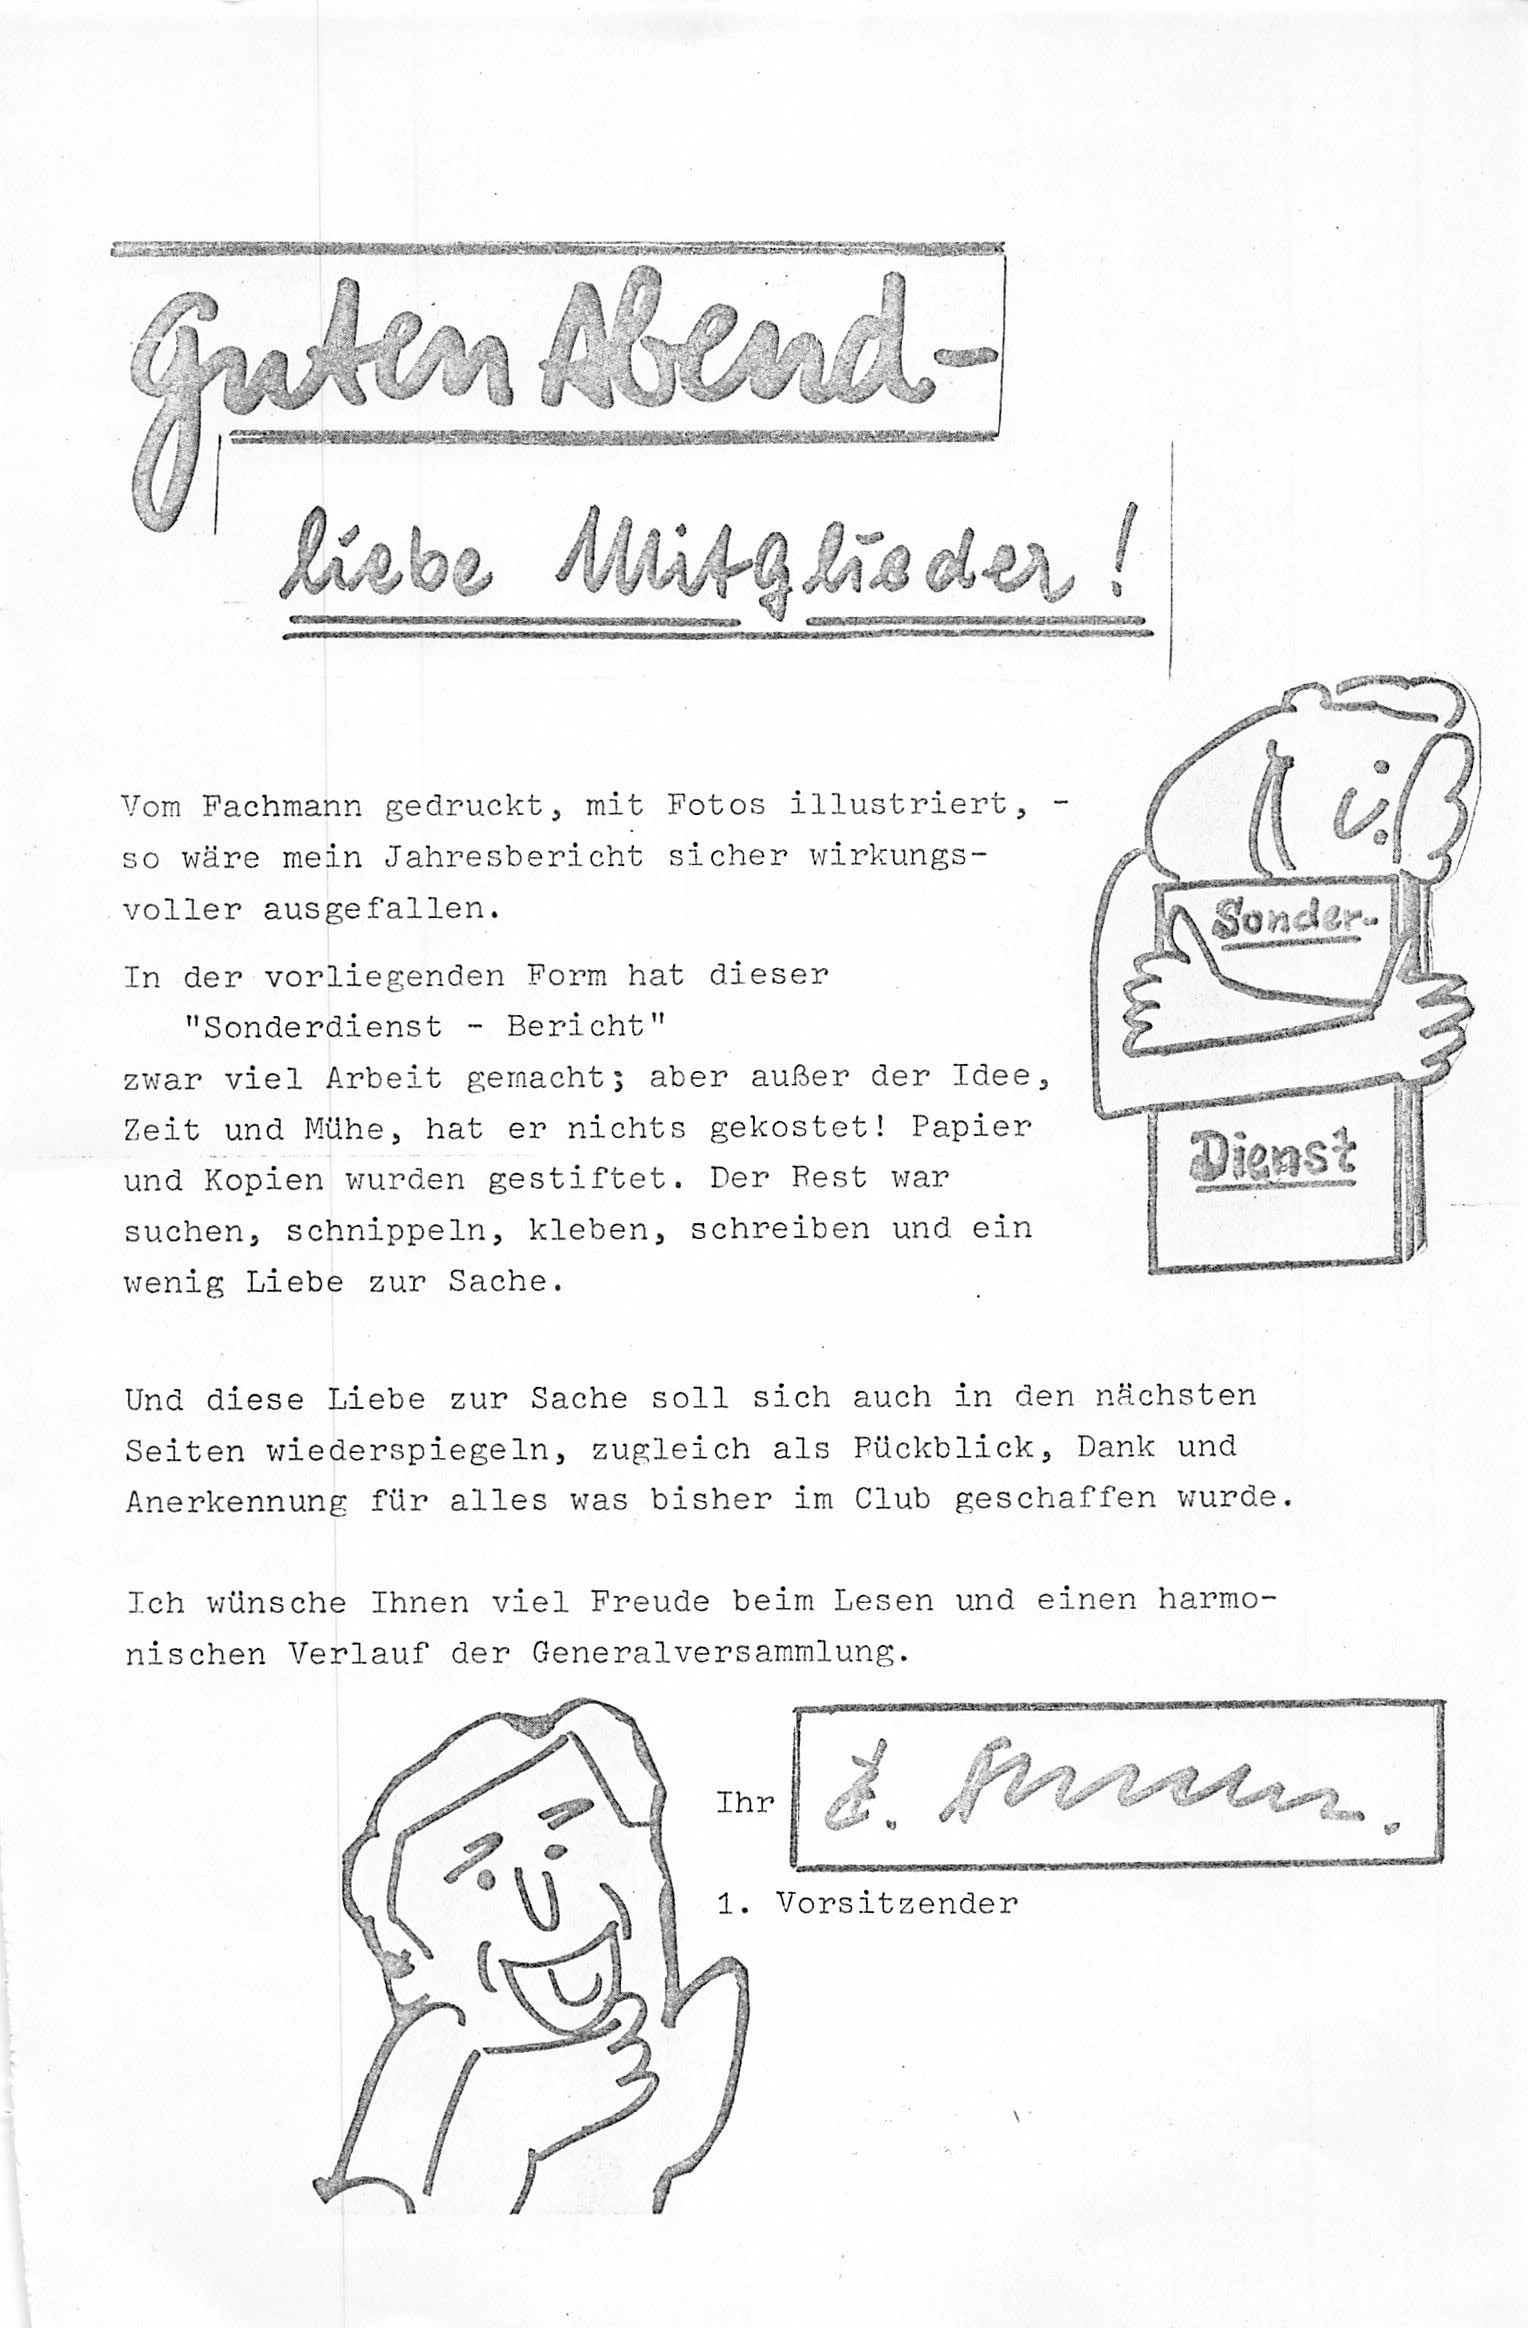 Guten Abend-
liebe Mitglieder!
Vom Fachmann gedruckt, mit Fotos illustriert, -
so wäre mein Jahresbericht sicher wirkungs-
voller ausgefallen.
In der vorliegenden Form hat dieser
"Sonderdienst - Bericht"
zwar viel Arbeit gemacht; aber außer der Idee,
Zeit und Mühe, hat er nichts gekostet! Papier
und Kopien wurden gestiftet. Der Rest war
suchen, schnippeln, kleben, schreiben und ein
wenig Liebe zur Sache.
Sonder-
Dienst
Und diese Liebe zur Sache soll sich auch in den nächsten
Seiten wiederspiegeln, zugleich als Rückblick, Dank und
Anerkennung für alles was bisher im Club geschaffen wurde.
Ich wünsche Ihnen viel Freude beim Lesen und einen harmo-
nischen Verlauf der Generalversammlung.
Ihr
1. Vorsitzender